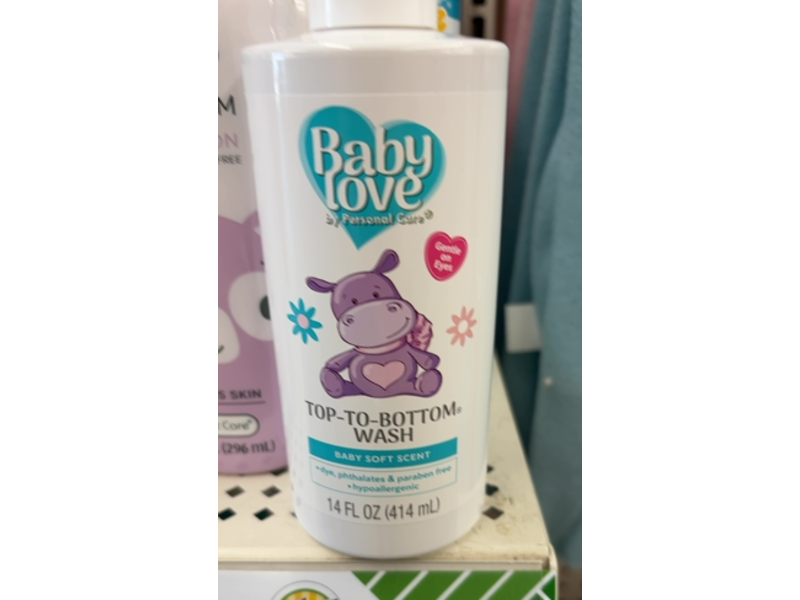 Baby
love
by Personal Care®
Gentle
on
Eyes
TOP-TO-BOTTOM®
WASH
BABY SOFT SCENT
•dye, phthalates & paraben free
•hypoallergenic
14 FL OZ (414 mL)
M
ON
FREE
S SKIN
Care®
(296 mL)